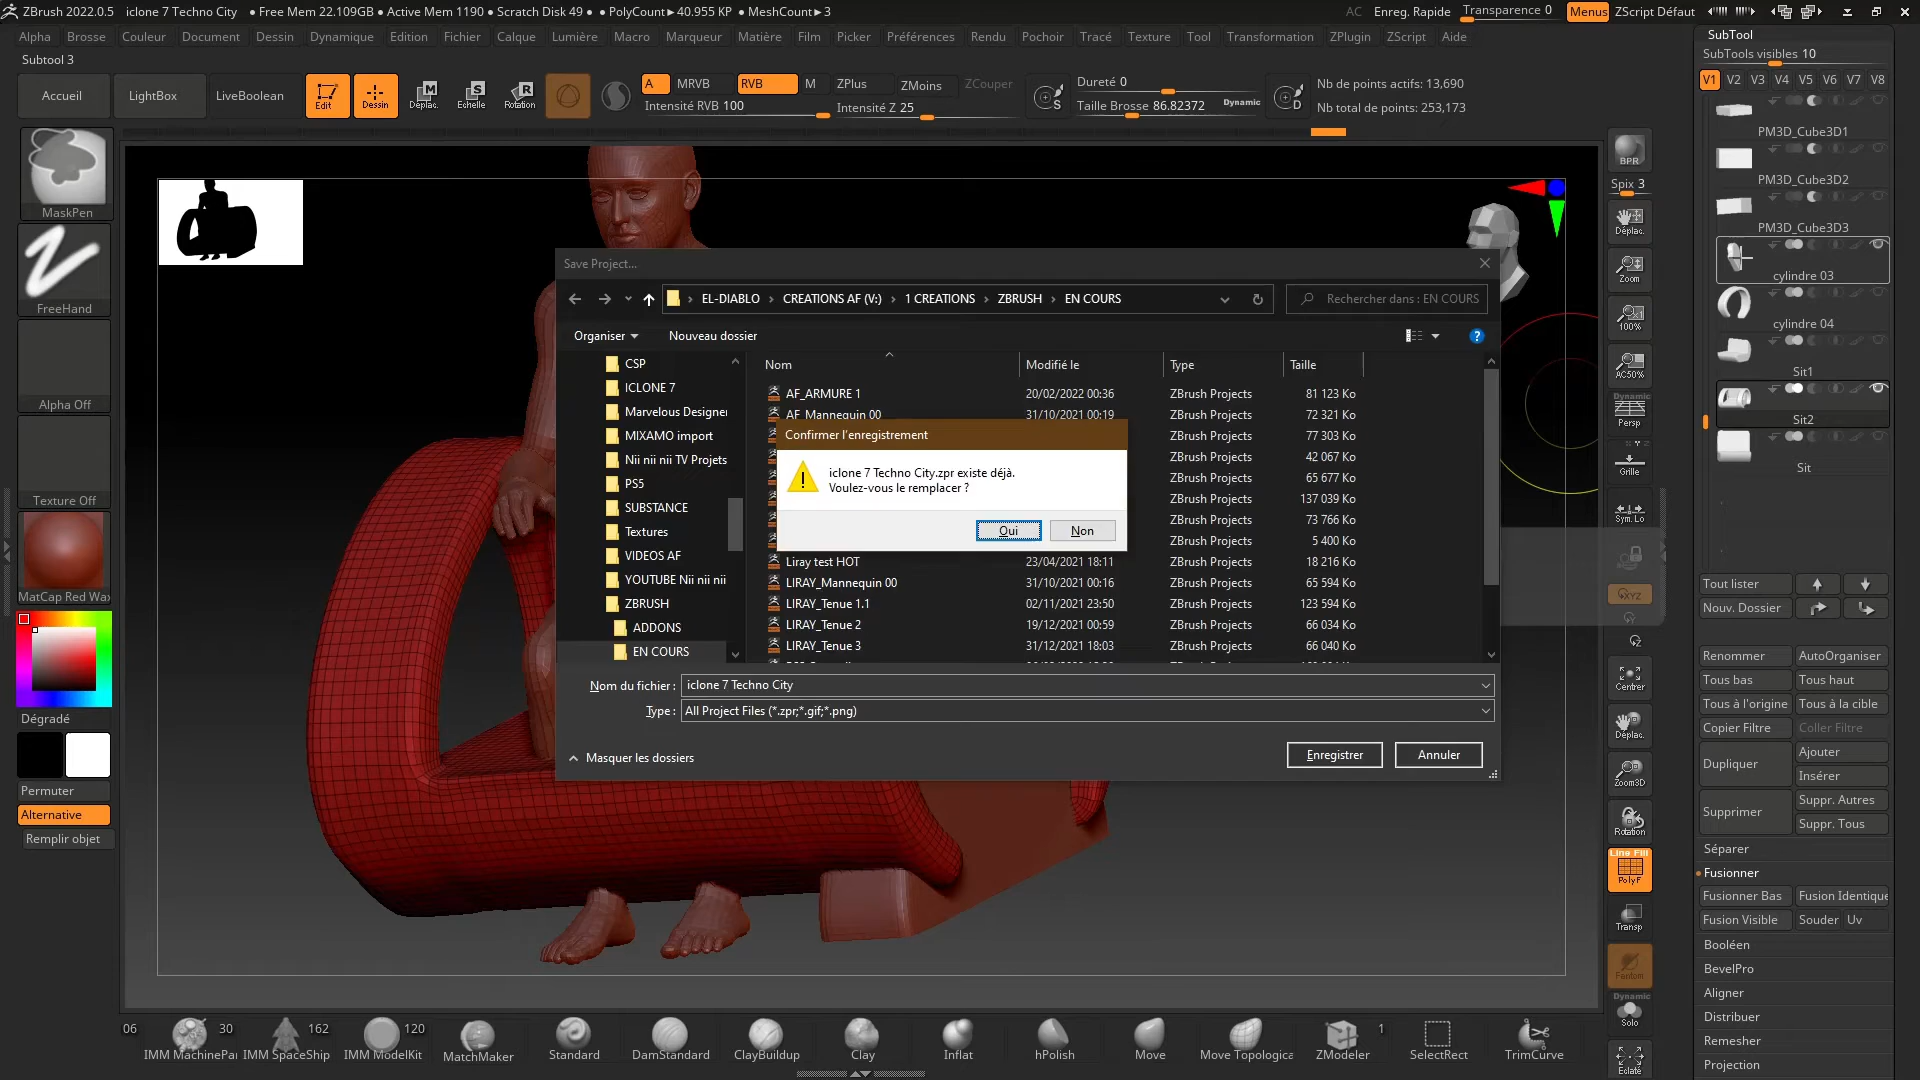 ZBrush 2022.0.5 iclone 7 Techno City • Free Mem 22.109GB • Active Mem 1190 • Scratch Disk 49 • • PolyCount▸40.955 KP • MeshCount▸3 AC Enreg. Rapide Transparence 0 Menus ZScript Défaut
Alpha Brosse Couleur Document Dessin Dynamique Edition Fichier Calque Lumière Macro Marqueur Matière Film Picker Préférences Rendu Pochoir Tracé Texture Tool Transformation ZPlugin ZScript Aide
Subtool 3
Accueil LightBox LiveBoolean Edit Dessin Déplac. Echelle Rotation
A MRVB RVB M ZPlus ZMoins ZCouper
Intensité RVB 100 Intensité Z 25
Dureté 0
Taille Brosse 86.82372 Dynamic
Nb de points actifs: 13,690
Nb total de points: 253,173
MaskPen
FreeHand
Alpha Off
Texture Off
MatCap Red Wax
Dégradé
Permuter
Alternative
Remplir objet
Save Project...
EL-DIABLO › CREATIONS AF (V:) › 1 CREATIONS › ZBRUSH › EN COURS
Rechercher dans : EN COURS
Organiser Nouveau dossier
CSP
ICLONE 7
Marvelous Designer
MIXAMO import
Nii nii nii TV Projets
PS5
SUBSTANCE
Textures
VIDEOS AF
YOUTUBE Nii nii nii
ZBRUSH
ADDONS
EN COURS
Nom Modifié le Type Taille
AF_ARMURE 1 20/02/2022 00:36 ZBrush Projects 81 123 Ko
AF_Mannequin 00 31/10/2021 00:19 ZBrush Projects 72 321 Ko
ZBrush Projects 77 303 Ko
ZBrush Projects 42 067 Ko
ZBrush Projects 65 677 Ko
ZBrush Projects 137 039 Ko
ZBrush Projects 73 766 Ko
ZBrush Projects 5 400 Ko
Liray test HOT 23/04/2021 18:11 ZBrush Projects 18 216 Ko
LIRAY_Mannequin 00 31/10/2021 00:16 ZBrush Projects 65 594 Ko
LIRAY_Tenue 1.1 02/11/2021 23:50 ZBrush Projects 123 594 Ko
LIRAY_Tenue 2 19/12/2021 00:59 ZBrush Projects 66 034 Ko
LIRAY_Tenue 3 31/12/2021 18:03 ZBrush Projects 66 040 Ko
Confirmer l'enregistrement
iclone 7 Techno City.zpr existe déjà.
Voulez-vous le remplacer ?
Oui Non
Nom du fichier : iclone 7 Techno City
Type : All Project Files (*.zpr;*.gif;*.png)
Masquer les dossiers
Enregistrer Annuler
BPR
Spix 3
Déplac.
Zoom
100%
AC50%
Dynamic
Persp
Grille
Sym. Lo
XYZ
Centrer
Déplac.
Zoom3D
Rotation
Line Fill
PolyF
Transp
Fantom
Dynamic
Solo
Eclaté
SubTool
SubTools visibles 10
V1 V2 V3 V4 V5 V6 V7 V8
PM3D_Cube3D1
PM3D_Cube3D2
PM3D_Cube3D3
cylindre 03
cylindre 04
Sit1
Sit2
Sit
Tout lister
Nouv. Dossier
Renommer AutoOrganiser
Tous bas Tous haut
Tous à l'origine Tous à la cible
Copier Filtre Coller Filtre
Dupliquer Ajouter
Insérer
Supprimer Suppr. Autres
Suppr. Tous
Séparer
Fusionner
Fusionner Bas Fusion Identique
Fusion Visible Souder Uv
Booléen
BevelPro
Aligner
Distribuer
Remesher
Projection
06 30 162 120 1
IMM MachinePar IMM SpaceShip IMM ModelKit MatchMaker Standard DamStandard ClayBuildup Clay Inflat hPolish Move Move Topologica ZModeler SelectRect TrimCurve